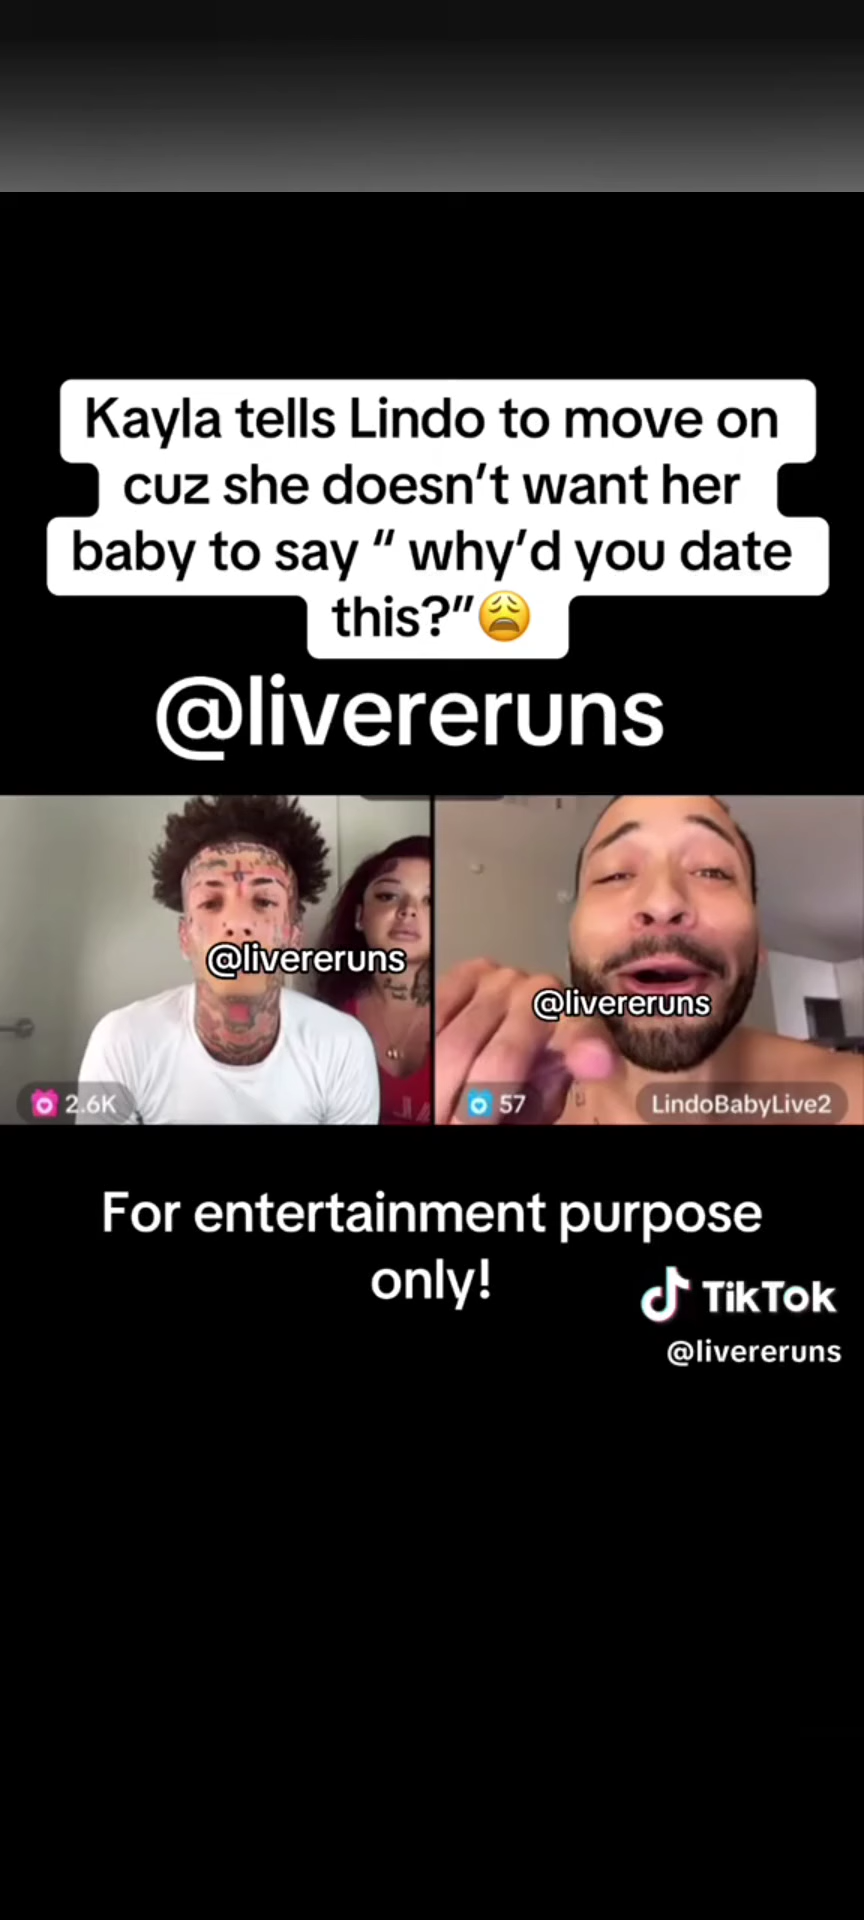 Kayla tells Lindo to move on
cuz she doesn’t want her
baby to say “ why’d you date
this?”😩
@livereruns
@livereruns
@livereruns
2.6K
57
LindoBabyLive2
For entertainment purpose
only!
TikTok
@livereruns